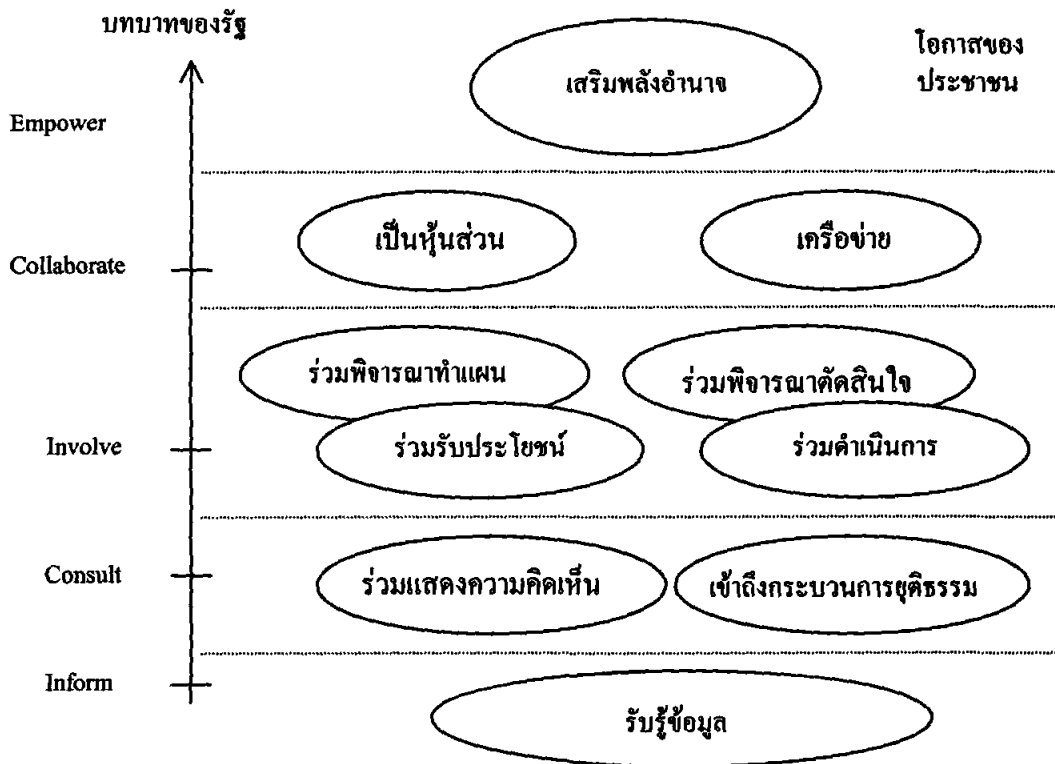 บทบาทของรัฐ
โอกาสของ
ประชาชน
เสริมพลังอำนาจ
Empower
เป็นหุ้นส่วน
เครือข่าย
Collaborate
ร่วมพิจารณาทำแผน
ร่วมพิจารณาตัดสินใจ
Involve
ร่วมรับประโยชน์
ร่วมดำเนินการ
Consult
ร่วมแสดงความคิดเห็น
เข้าถึงกระบวนการยุติธรรม
Inform
รับรู้ข้อมูล